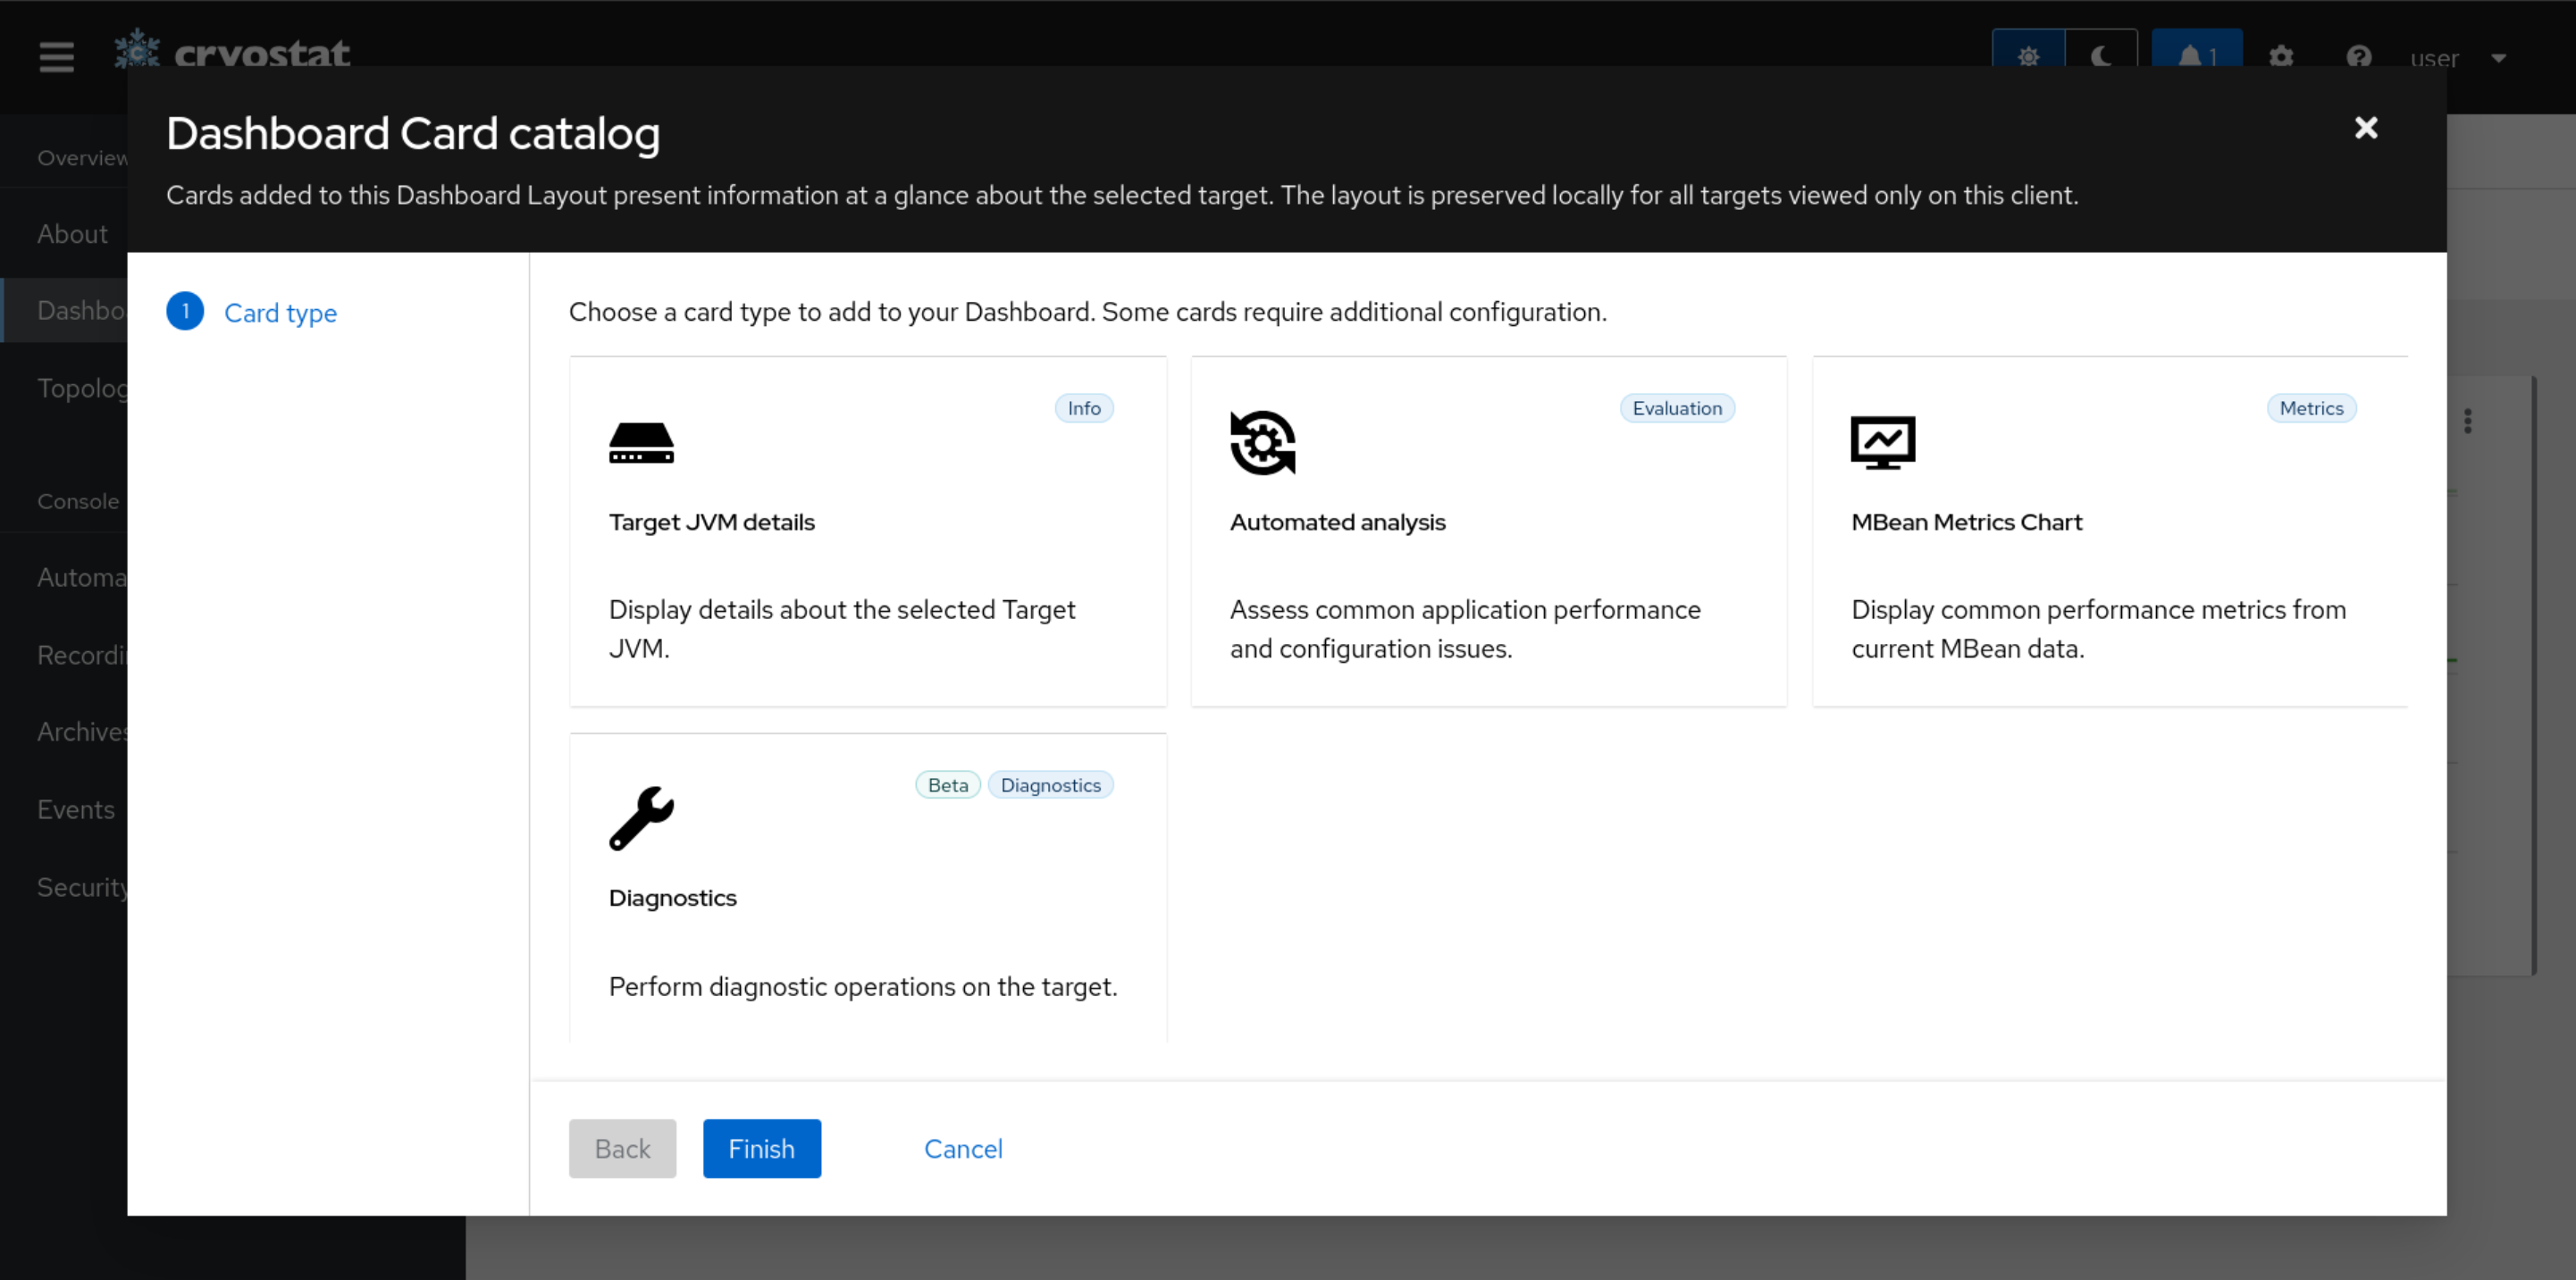 cryostat
1
user
Dashboard Card catalog
Cards added to this Dashboard Layout present information at a glance about the selected target. The layout is preserved locally for all targets viewed only on this client.
Overview
About
Dashbo
Topolog
Console
Automa
Recordi
Archives
Events
Security
1 Card type
Choose a card type to add to your Dashboard. Some cards require additional configuration.
Info
Target JVM details
Display details about the selected Target
JVM.
Evaluation
Automated analysis
Assess common application performance
and configuration issues.
Metrics
MBean Metrics Chart
Display common performance metrics from
current MBean data.
Beta Diagnostics
Diagnostics
Perform diagnostic operations on the target.
Back Finish Cancel